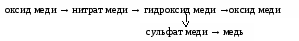 оксид меди → нитрат меди → гидроксид меди →оксид меди
сульфат меди → медь